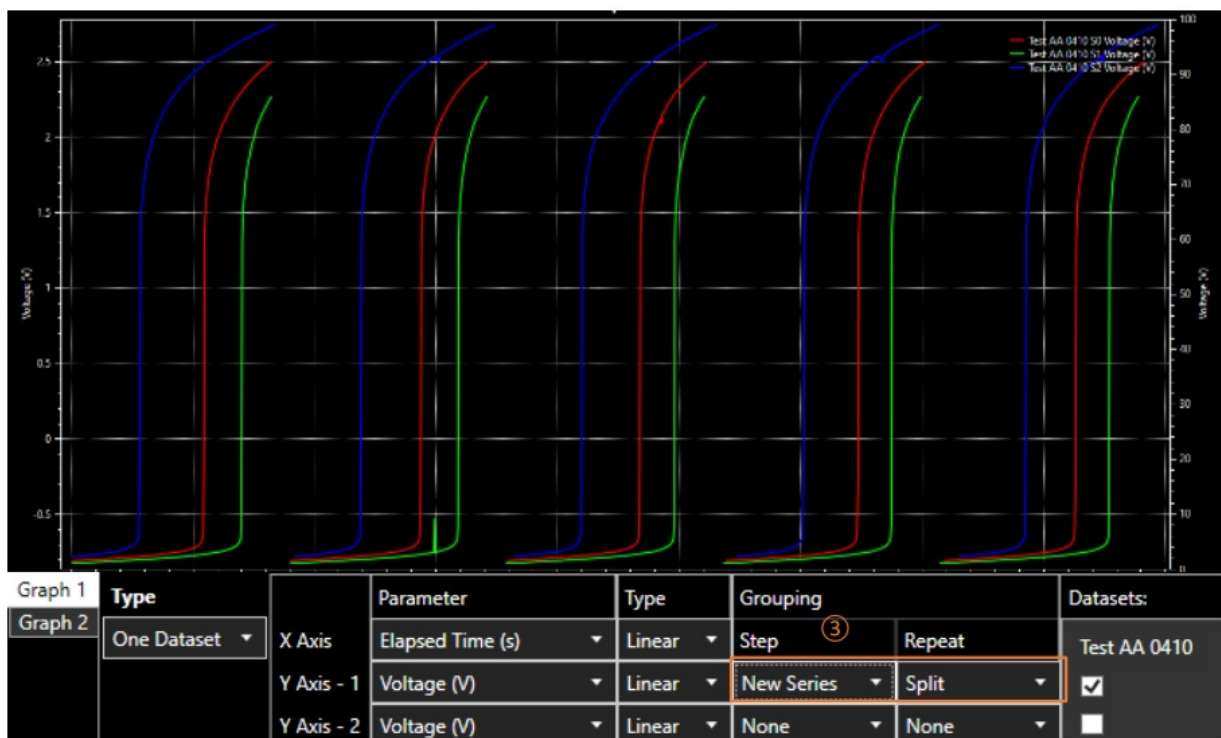 100
Test AA 0410 S0 Voltage (V)
Test AA 0410 S1 Voltage (V)
Test AA 0410 S2 Voltage (V)
2.5
90
2
80
70
1.5
60
Voltage (V)
1
50
Voltage (V)
0.5
40
30
0
20
-0.5
10
0
Graph 1
Graph 2
Type
Parameter
Type
Grouping
Datasets:
One Dataset
X Axis
Elapsed Time (s)
Linear
Step
③
Repeat
Test AA 0410
Y Axis - 1
Voltage (V)
Linear
New Series
Split
Y Axis - 2
Voltage (V)
Linear
None
None